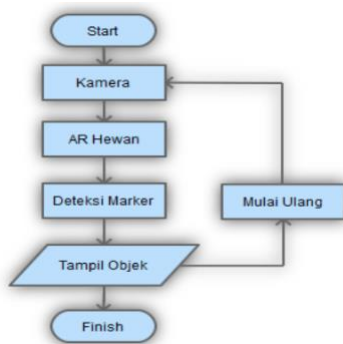 Start
Kamera
AR Hewan
Deteksi Marker
Mulai Ulang
Tampil Objek
Finish